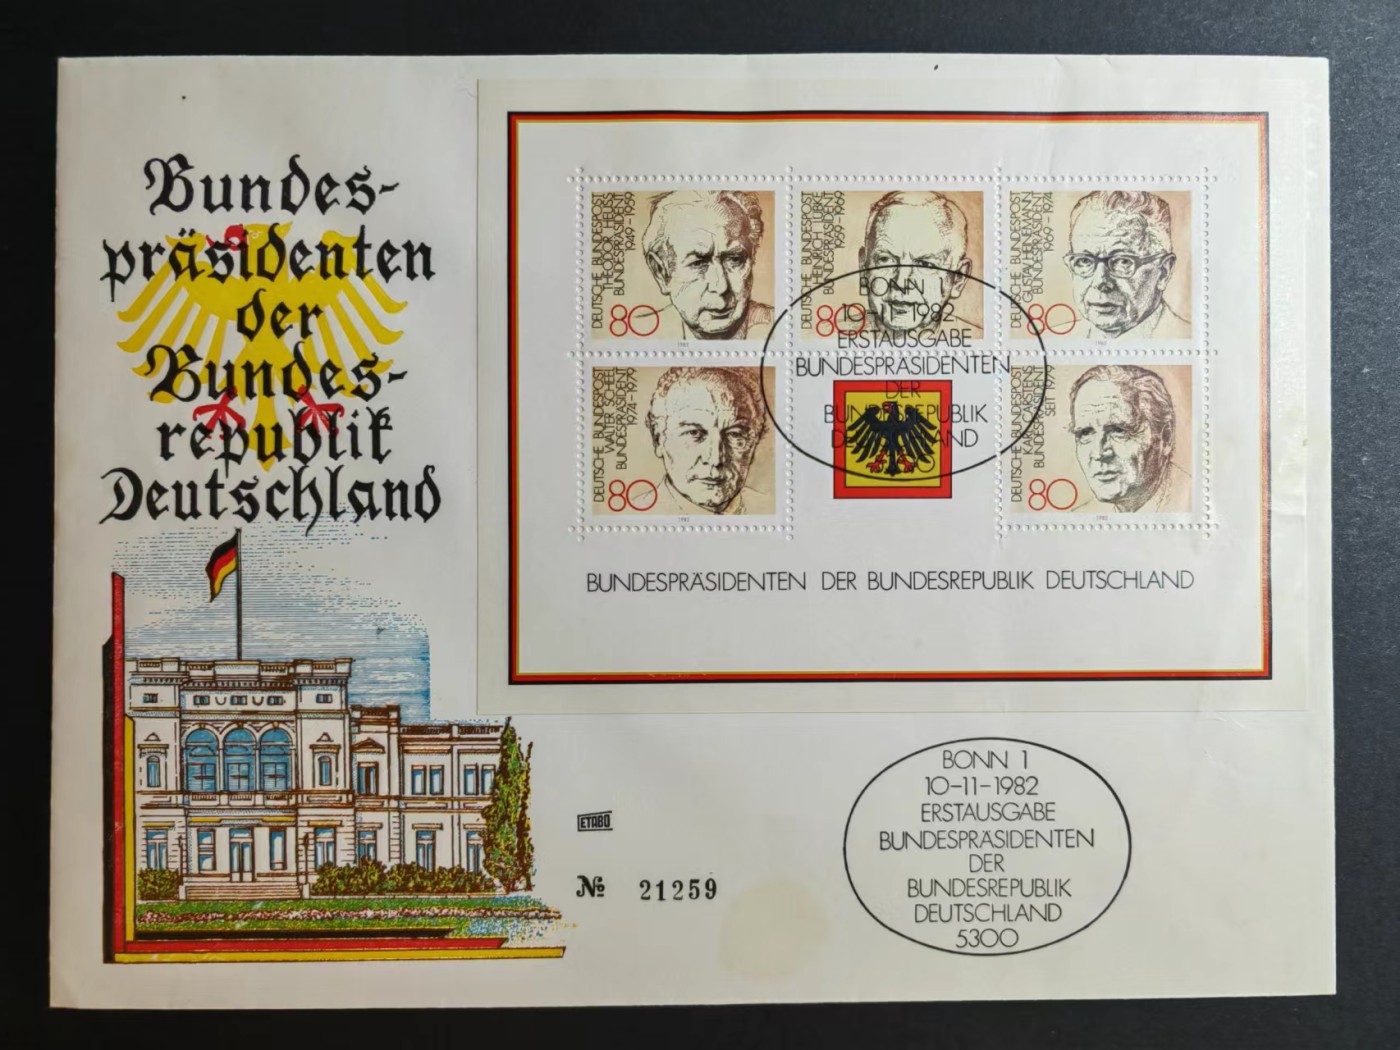 Bundes-
präsidenten
der
Bundes-
republik
Deutschland
DEUTSCHE BUNDESPOST
THEODOR HEUSS
BUNDESPRÄSIDENT
1949-1959
80
1982
DEUTSCHE BUNDESPOST
HEINRICH LÜBKE
BUNDESPRÄSIDENT
1959-1969
80
DEUTSCHE BUNDESPOST
GUSTAV HEINEMANN
BUNDESPRÄSIDENT
1969-1974
80
1982
DEUTSCHE BUNDESPOST
WALTER SCHEEL
BUNDESPRÄSIDENT
1974-1979
80
1982
DEUTSCHE BUNDESPOST
KARL CARSTENS
BUNDESPRÄSIDENT
SEIT 1979
80
1982
BONN 1
10-11-1982
ERSTAUSGABE
BUNDESPRÄSIDENTEN
DER
BUNDESREPUBLIK
DEUTSCHLAND
BUNDESPRÄSIDENTEN DER BUNDESREPUBLIK DEUTSCHLAND
ETABO
№ 21259
BONN 1
10-11-1982
ERSTAUSGABE
BUNDESPRÄSIDENTEN
DER
BUNDESREPUBLIK
DEUTSCHLAND
5300